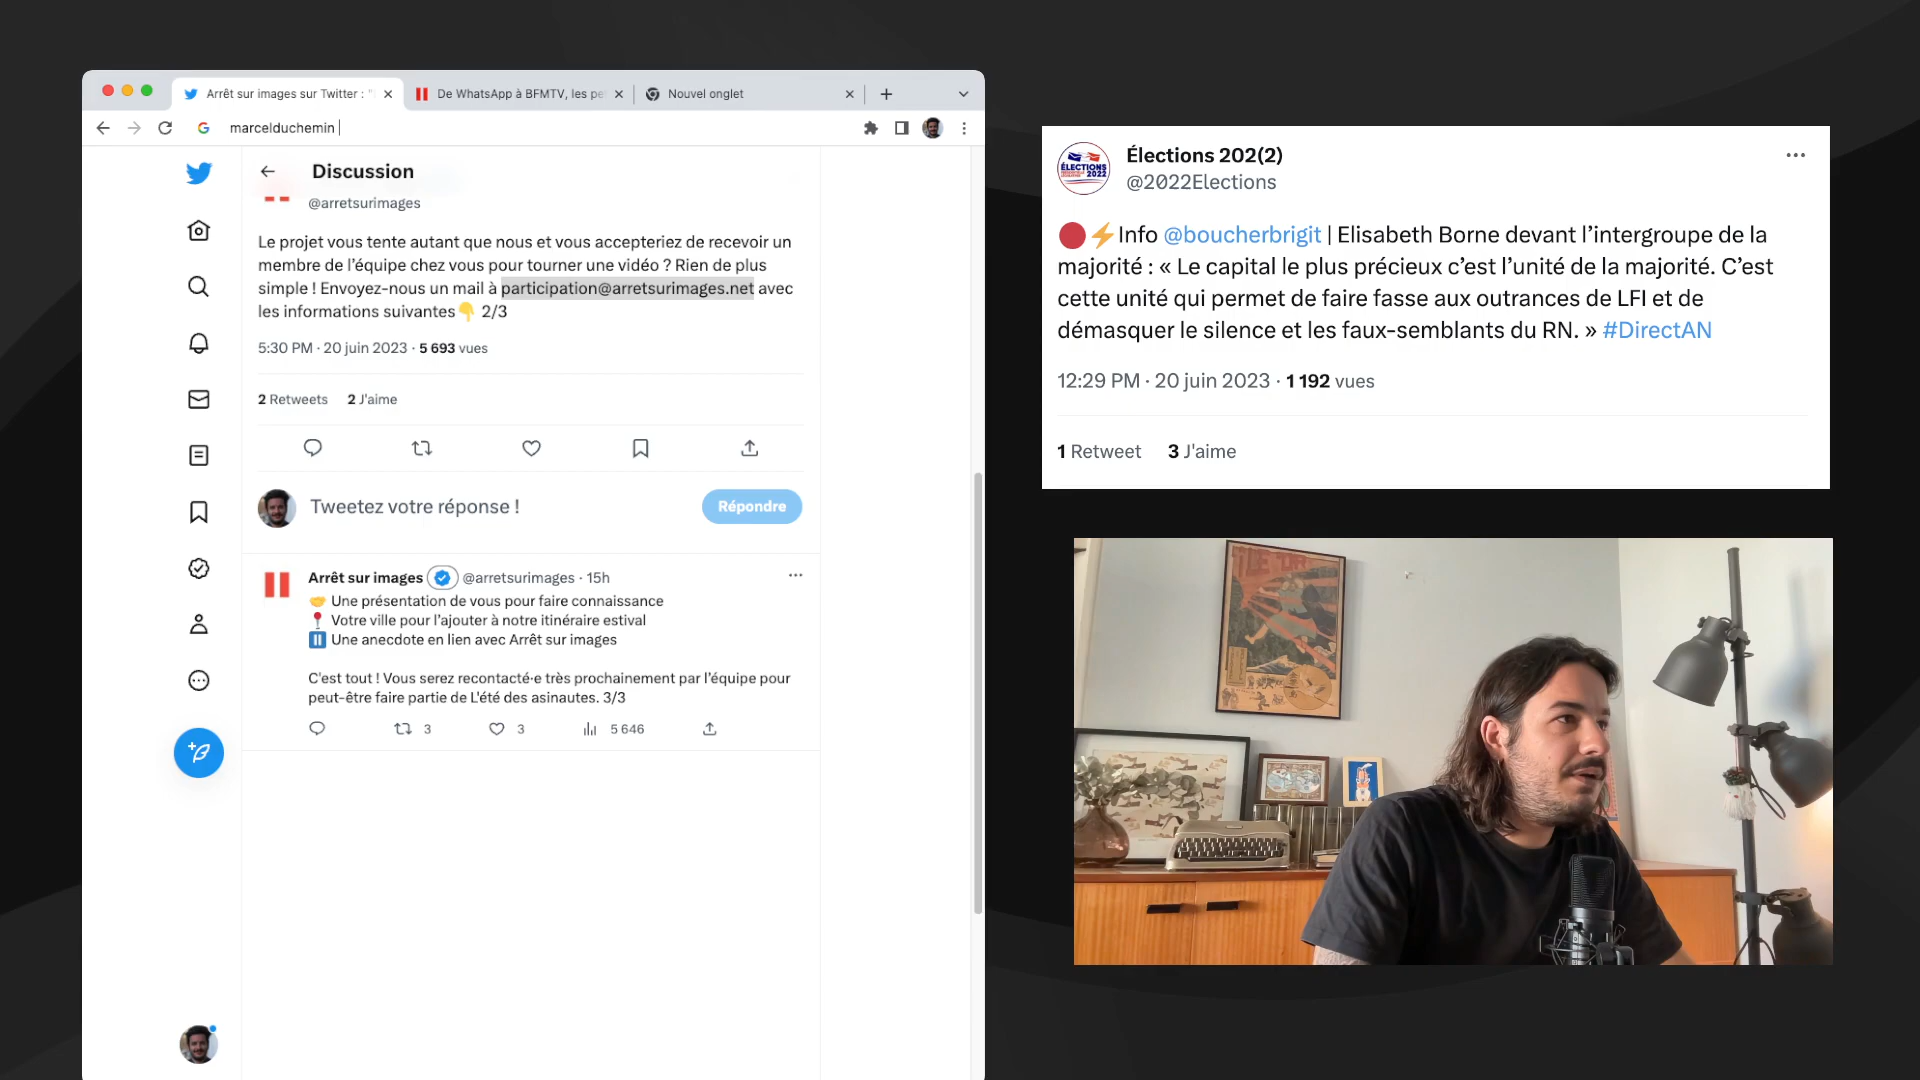 Arrêt sur images sur Twitter : "
De WhatsApp à BFMTV, les pe
Nouvel onglet
marcelduchemin
Discussion
@arretsurimages
Le projet vous tente autant que nous et vous accepteriez de recevoir un
membre de l’équipe chez vous pour tourner une vidéo ? Rien de plus
simple ! Envoyez-nous un mail à participation@arretsurimages.net avec
les informations suivantes👇 2/3
5:30 PM · 20 juin 2023 · 5 693 vues
2 Retweets 2 J'aime
Tweetez votre réponse !
Répondre
Arrêt sur images @arretsurimages · 15h
🤝 Une présentation de vous pour faire connaissance
📍 Votre ville pour l’ajouter à notre itinéraire estival
⏸️ Une anecdote en lien avec Arrêt sur images
C'est tout ! Vous serez recontacté·e très prochainement par l’équipe pour
peut-être faire partie de L'été des asinautes. 3/3
3 3 5 646
ÉLECTIONS
2022
Élections 202(2)
@2022Elections
🔴⚡Info @boucherbrigit | Elisabeth Borne devant l’intergroupe de la
majorité : « Le capital le plus précieux c’est l’unité de la majorité. C’est
cette unité qui permet de faire fasse aux outrances de LFI et de
démasquer le silence et les faux-semblants du RN. » #DirectAN
12:29 PM · 20 juin 2023 · 1 192 vues
1 Retweet 3 J'aime